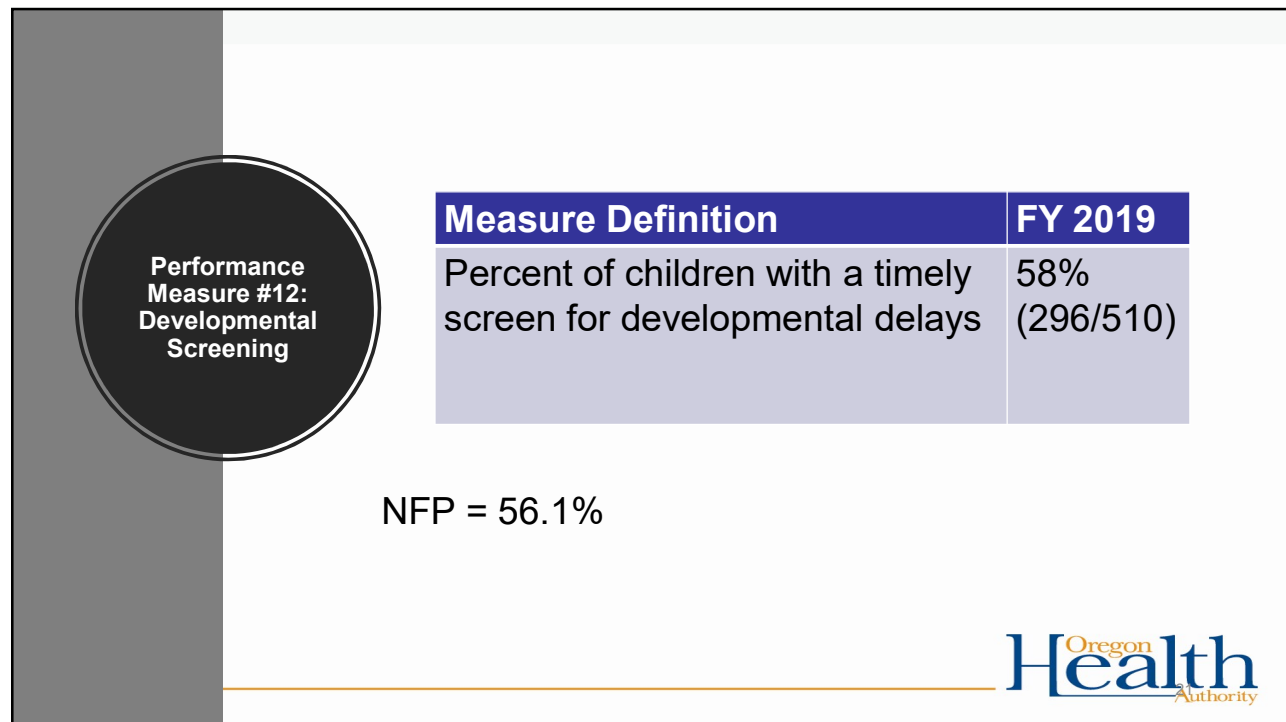 Performance
Measure #12:
Developmental
Screening
Measure Definition FY 2019
Percent of children with a timely 58%
screen for developmental delays (296/510)
NFP = 56.1%
Oregon
Health
Authority
21